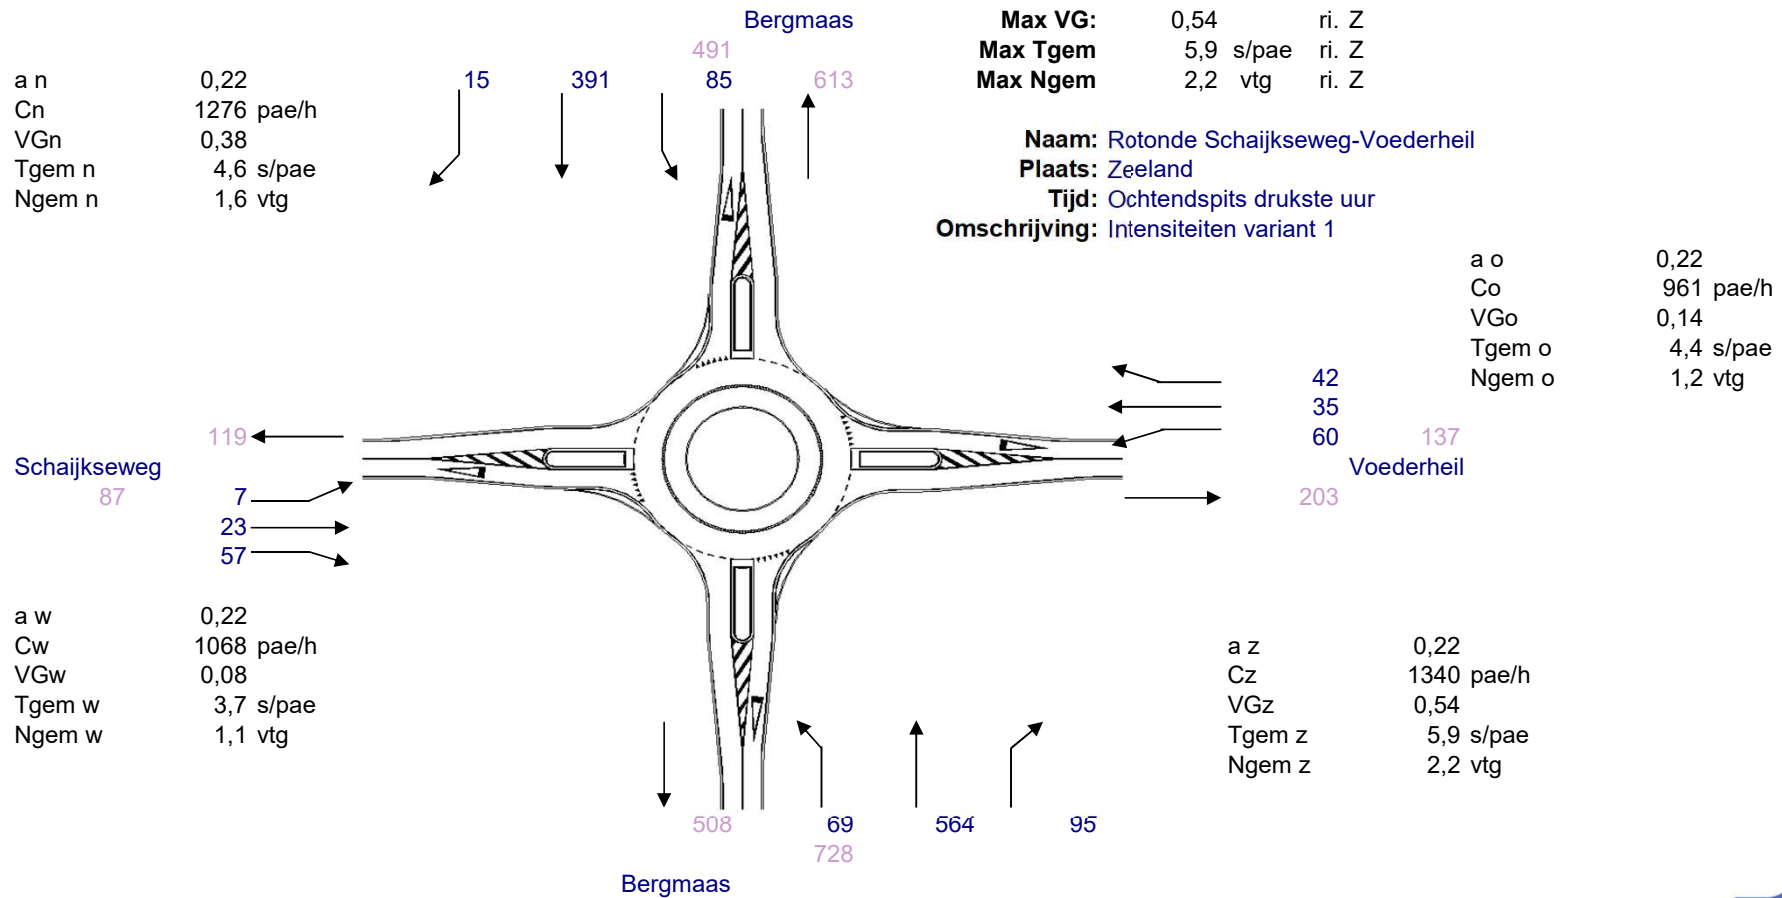 Bergmaas
491
15 391 85 613
a n 0,22
Cn 1276 pae/h
VGn 0,38
Tgem n 4,6 s/pae
Ngem n 1,6 vtg
Max VG: 0,54 ri. Z
Max Tgem 5,9 s/pae ri. Z
Max Ngem 2,2 vtg ri. Z
Naam: Rotonde Schaijkseweg-Voederheil
Plaats: Zeeland
Tijd: Ochtendspits drukste uur
Omschrijving: Intensiteiten variant 1
a o 0,22
Co 961 pae/h
VGo 0,14
Tgem o 4,4 s/pae
Ngem o 1,2 vtg
42
35
60 137
Voederheil
203
119
Schaijkseweg
87 7
23
57
a w 0,22
Cw 1068 pae/h
VGw 0,08
Tgem w 3,7 s/pae
Ngem w 1,1 vtg
a z 0,22
Cz 1340 pae/h
VGz 0,54
Tgem z 5,9 s/pae
Ngem z 2,2 vtg
508 69 564 95
728
Bergmaas